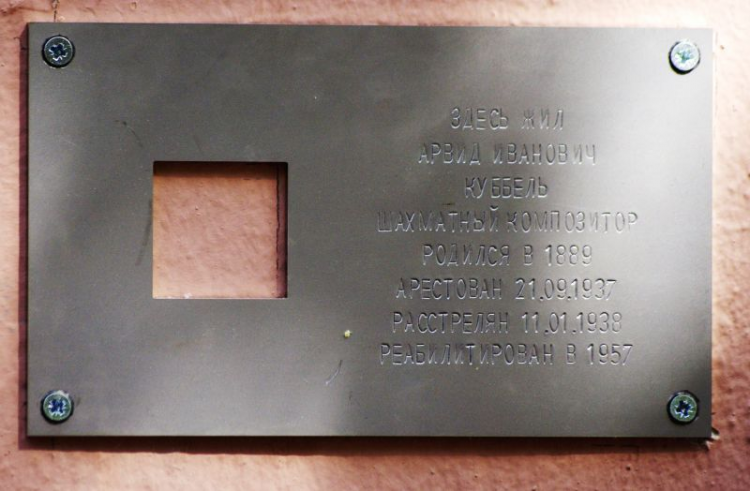 ЗДЕСЬ ЖИЛ
АРВИД ИВАНОВИЧ
КУББЕЛЬ
ШАХМАТНЫЙ КОМПОЗИТОР
РОДИЛСЯ В 1889
АРЕСТОВАН 21.09.1937
РАССТРЕЛЯН 11.01.1938
РЕАБИЛИТИРОВАН В 1957